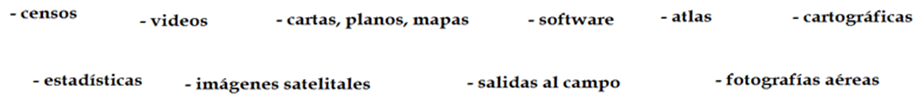 - censos - videos - cartas, planos, mapas - software - atlas - cartográficas
- estadísticas - imágenes satelitales - salidas al campo - fotografías aéreas